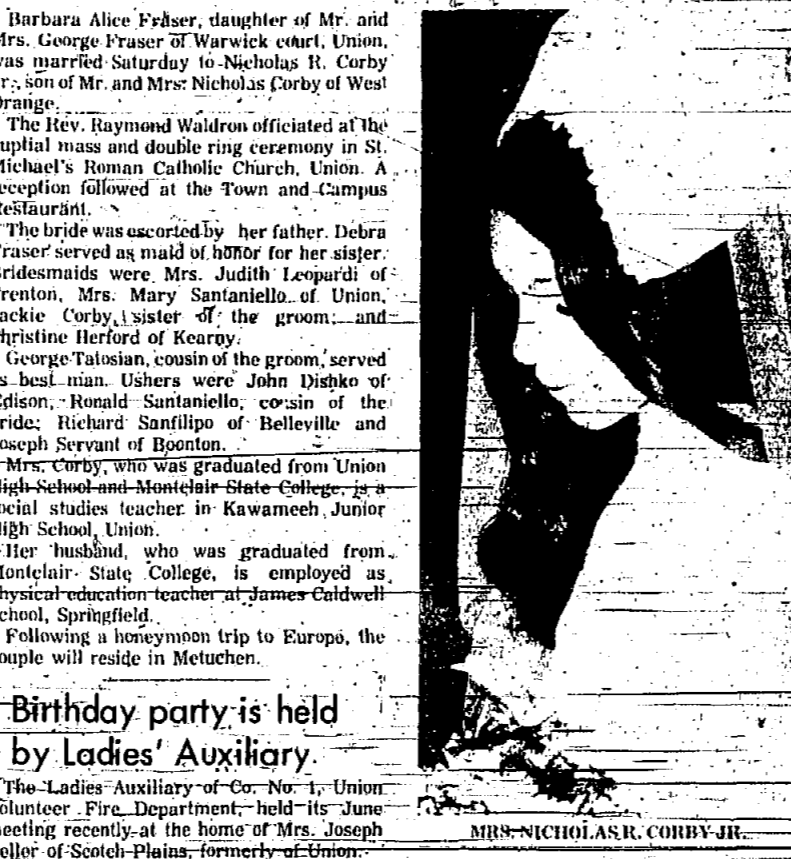 Barbara Alice Fraser, daughter of Mr. and
Mrs. George Fraser of Warwick court, Union,
was married Saturday to Nicholas R. Corby
r., son of Mr. and Mrs. Nicholas Corby of West
Orange.
The Rev. Raymond Waldron officiated at the
uptial mass and double ring ceremony in St.
Michael's Roman Catholic Church, Union. A
eception followed at the Town and Campus
Restaurant.
The bride was escorted by her father. Debra
Fraser served as maid of honor for her sister.
Bridesmaids were Mrs. Judith Leopardi of
Trenton, Mrs. Mary Santaniello of Union,
ackie Corby, sister of the groom; and
hristine Herford of Kearny.
George Talosian, cousin of the groom, served
as best man. Ushers were John Dishko of
Edison, Ronald Santaniello, cousin of the
bride; Richard Sanfilipo of Belleville and
Joseph Servant of Boonton.
Mrs. Corby, who was graduated from Union
High School and Montclair State College, is a
ocial studies teacher in Kawameeh Junior
High School, Union.
Her husband, who was graduated from
Montclair State College, is employed as
hysical education teacher at James Caldwell
chool, Springfield.
Following a honeymoon trip to Europe, the
ouple will reside in Metuchen.
Birthday party is held
by Ladies' Auxiliary
The Ladies Auxiliary of Co. No. 1, Union
olunteer Fire Department, held its June
meeting recently at the home of Mrs. Joseph
eller of Scotch Plains, formerly of Union.
MRS. NICHOLAS R. CORBY JR.